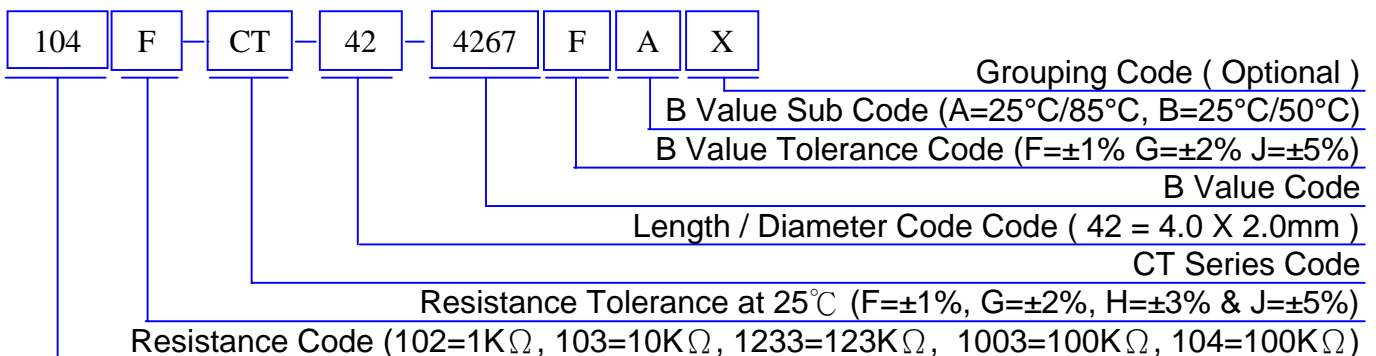 104 F - CT - 42 - 4267 F A X
Grouping Code ( Optional )
B Value Sub Code (A=25°C/85°C, B=25°C/50°C)
B Value Tolerance Code (F=±1% G=±2% J=±5%)
B Value Code
Length / Diameter Code Code ( 42 = 4.0 X 2.0mm )
CT Series Code
Resistance Tolerance at 25℃ (F=±1%, G=±2%, H=±3% & J=±5%)
Resistance Code (102=1KΩ, 103=10KΩ, 1233=123KΩ, 1003=100KΩ, 104=100KΩ)